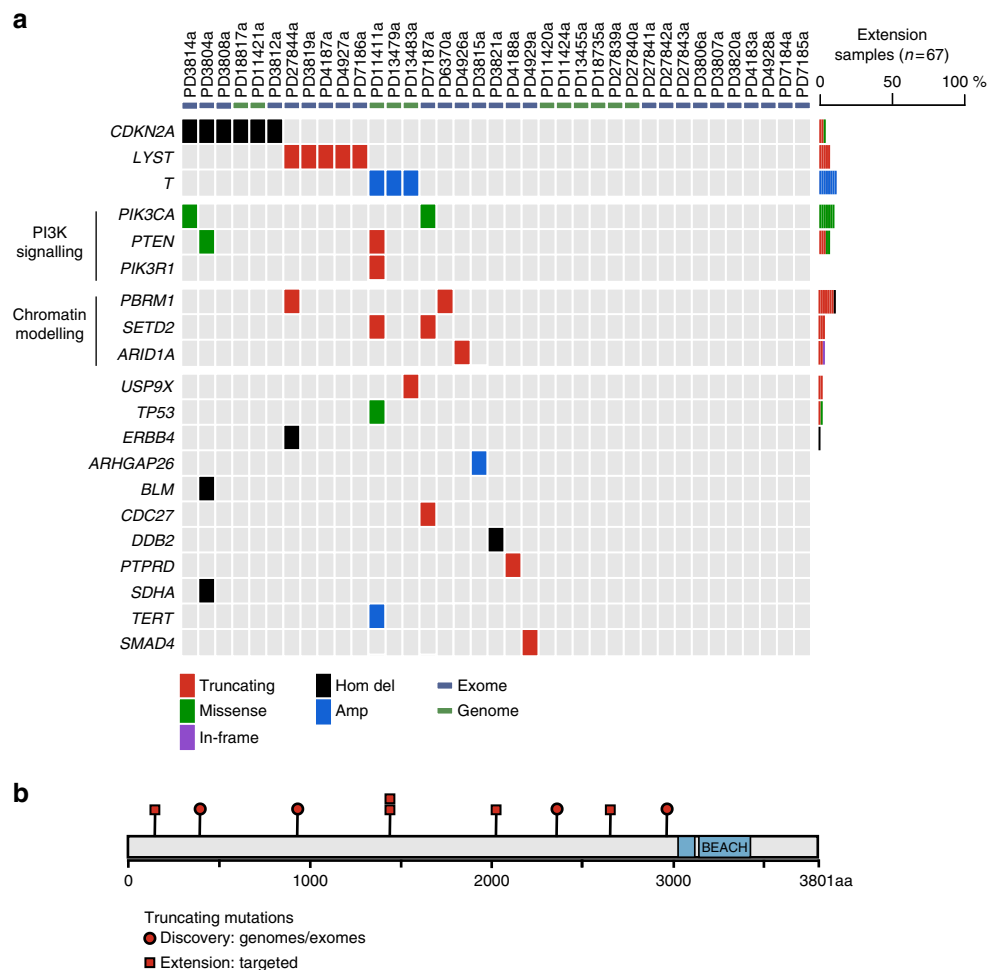 a
PD3814a
PD3804a
PD3808a
PD18817a
PD11421a
PD3812a
PD27844a
PD3819a
PD4187a
PD4927a
PD7186a
PD11411a
PD13479a
PD13483a
PD7187a
PD6370a
PD4926a
PD3815a
PD3821a
PD4188a
PD4929a
PD11420a
PD11424a
PD13455a
PD18735a
PD27839a
PD27840a
PD27841a
PD27842a
PD27843a
PD3806a
PD3807a
PD3820a
PD4183a
PD4928a
PD7184a
PD7185a
Extension
samples (n=67)
0 50 100 %
CDKN2A
LYST
T
PI3K
signalling
PIK3CA
PTEN
PIK3R1
Chromatin
modelling
PBRM1
SETD2
ARID1A
USP9X
TP53
ERBB4
ARHGAP26
BLM
CDC27
DDB2
PTPRD
SDHA
TERT
SMAD4
Truncating Hom del Exome
Missense Amp Genome
In-frame
b
BEACH
0 1000 2000 3000 3801aa
Truncating mutations
Discovery: genomes/exomes
Extension: targeted